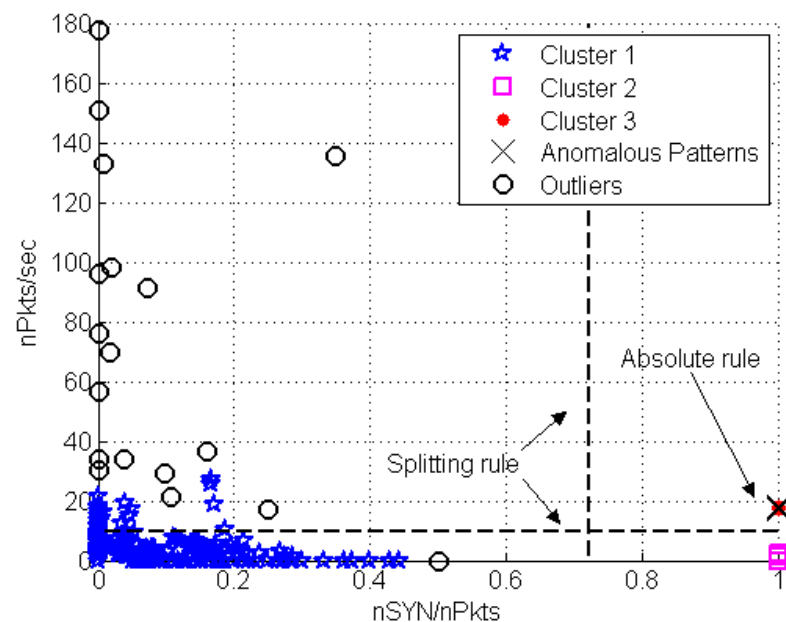 180
160
140
120
100
80
60
40
20
0
nPkts/sec
Cluster 1
Cluster 2
Cluster 3
Anomalous Patterns
Outliers
Absolute rule
Splitting rule
0
0.2
0.4
0.6
0.8
1
nSYN/nPkts